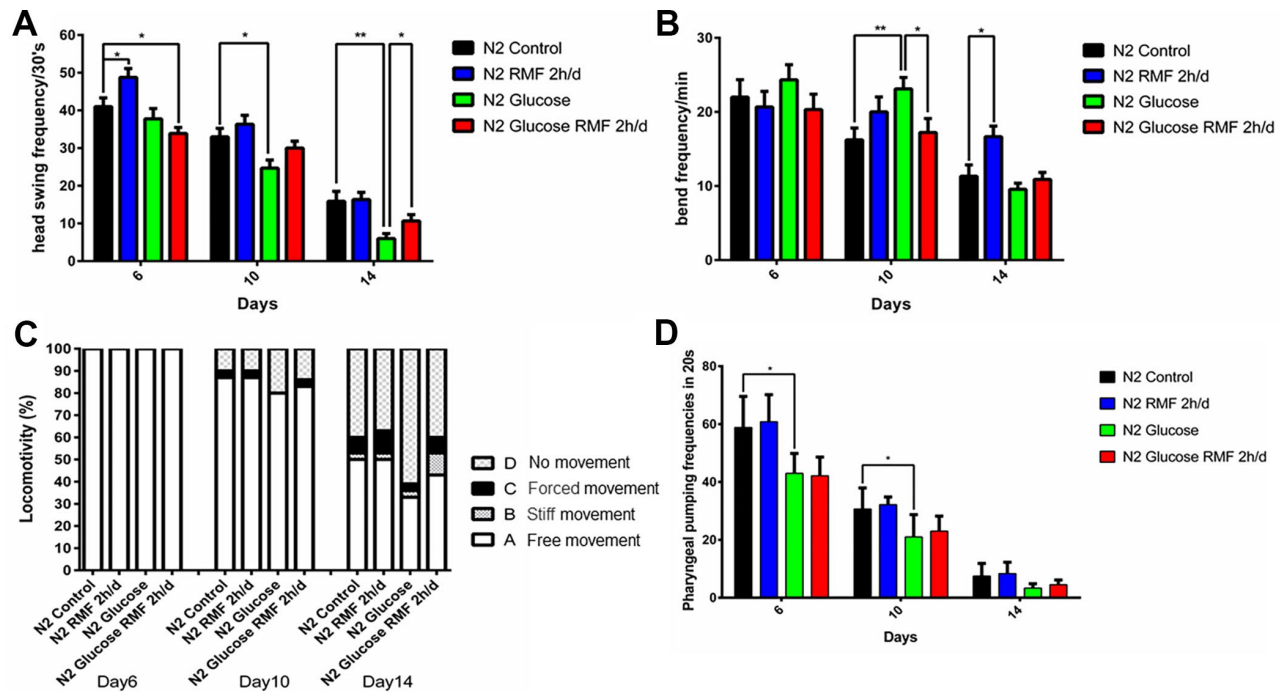 A
head swing frequency/30's
60
50
40
30
20
10
0
*
*
*
**
*
6
10
14
Days
N2 Control
N2 RMF 2h/d
N2 Glucose
N2 Glucose RMF 2h/d
B
bend frequency/min
30
20
10
0
**
*
*
6
10
14
Days
N2 Control
N2 RMF 2h/d
N2 Glucose
N2 Glucose RMF 2h/d
C
Locomotivity (%)
100
90
80
70
60
50
40
30
20
10
0
N2 Control
N2 RMF 2h/d
N2 Glucose
N2 Glucose RMF 2h/d
N2 Control
N2 RMF 2h/d
N2 Glucose
N2 Glucose RMF 2h/d
N2 Control
N2 RMF 2h/d
N2 Glucose
N2 Glucose RMF 2h/d
Day6
Day10
Day14
D No movement
C Forced movement
B Stiff movement
A Free movement
D
Pharyngeal pumping frequencies in 20s
80
60
40
20
0
*
*
6
10
14
Days
N2 Control
N2 RMF 2h/d
N2 Glucose
N2 Glucose RMF 2h/d